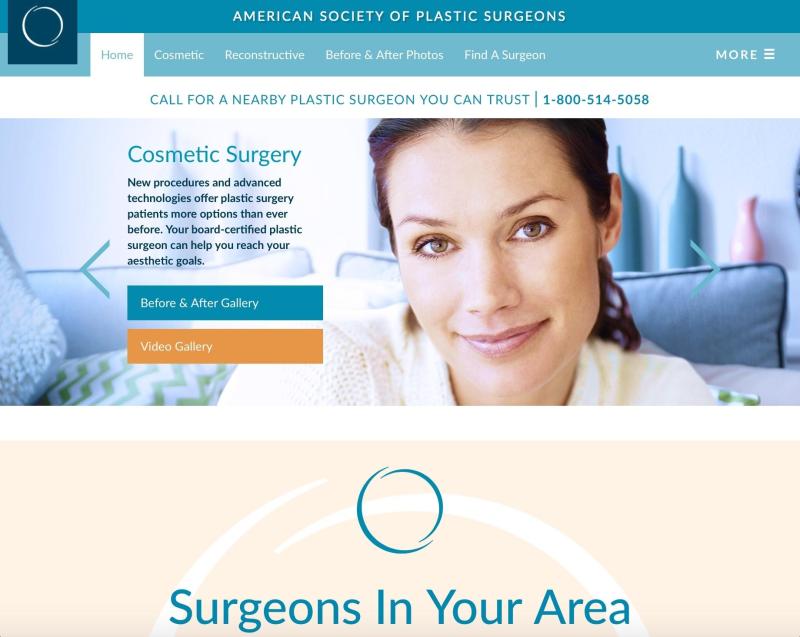 AMERICAN SOCIETY OF PLASTIC SURGEONS
Home Cosmetic Reconstructive Before & After Photos Find A Surgeon MORE
CALL FOR A NEARBY PLASTIC SURGEON YOU CAN TRUST | 1-800-514-5058
Cosmetic Surgery
New procedures and advanced
technologies offer plastic surgery
patients more options than ever
before. Your board-certified plastic
surgeon can help you reach your
aesthetic goals.
Before & After Gallery
Video Gallery
Surgeons In Your Area